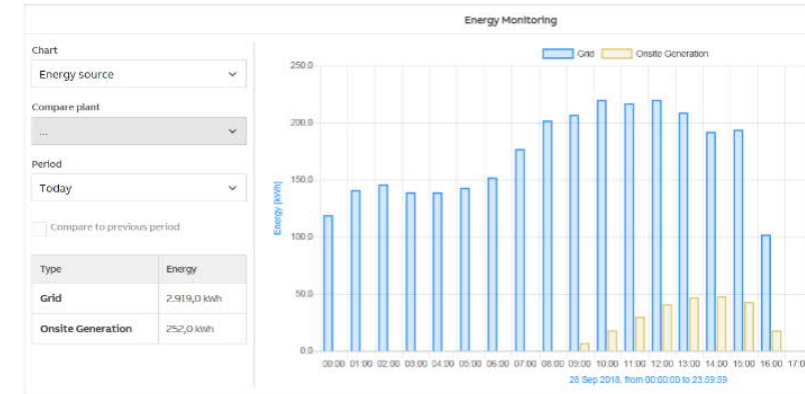 Energy Monitoring
Chart
Energy source
Compare plant
...
Period
Today
Compare to previous period
Type Energy
Grid 2.919,0 kWh
Onsite Generation 252,0 kWh
Grid Onsite Generation
250.0
200.0
150.0
100.0
50.0
0.0
Energy [kWh]
00:00 01:00 02:00 03:00 04:00 05:00 06:00 07:00 08:00 09:00 10:00 11:00 12:00 13:00 14:00 15:00 16:00 17:0
28 Sep 2018, from 00:00:00 to 23:59:59